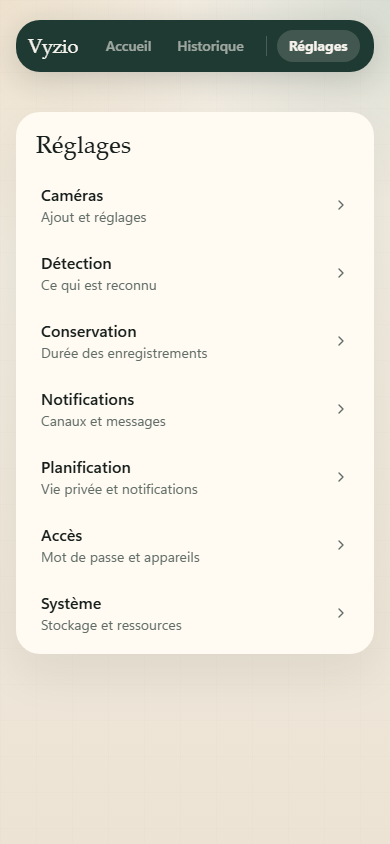 Vyzio Accueil Historique Réglages
Réglages
Caméras
Ajout et réglages
Détection
Ce qui est reconnu
Conservation
Durée des enregistrements
Notifications
Canaux et messages
Planification
Vie privée et notifications
Accès
Mot de passe et appareils
Système
Stockage et ressources